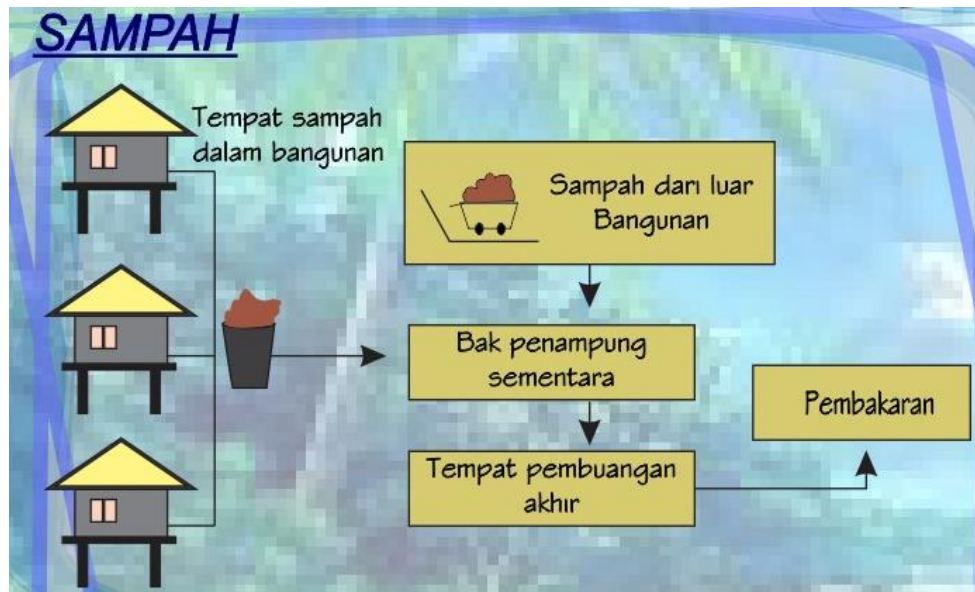 SAMPAH
Tempat sampah
dalam bangunan
Sampah dari luar
Bangunan
Bak penampung
sementara
Tempat pembuangan
akhir
Pembakaran